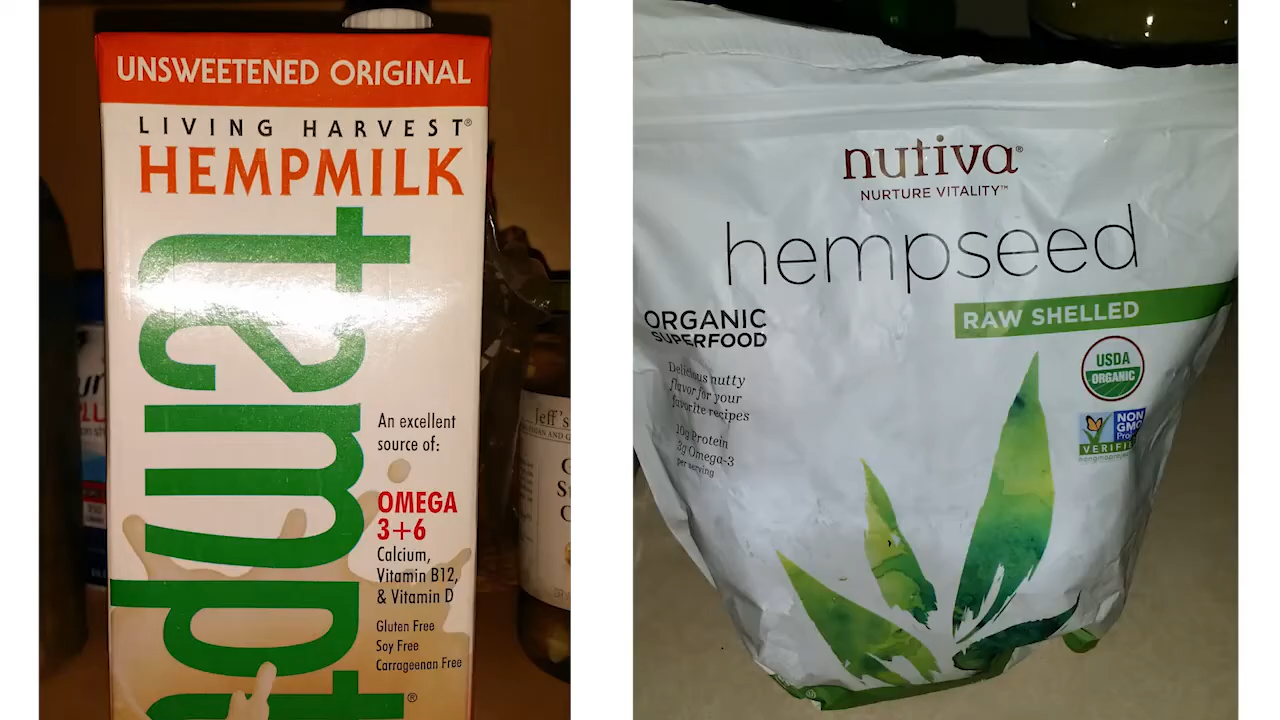 UNSWEETENED ORIGINAL
LIVING HARVEST®
HEMPMILK
tempt
An excellent
source of:
OMEGA
3+6
Calcium,
Vitamin B12,
& Vitamin D
Gluten Free
Soy Free
Carrageenan Free
®
Jeff's
nutiva®
NURTURE VITALITY™
hempseed
RAW SHELLED
ORGANIC
SUPERFOOD
USDA
ORGANIC
Delicious nutty
flavor for your
favorite recipes
10g Protein
3g Omega-3
per serving
NON
GMO
VERIFIED